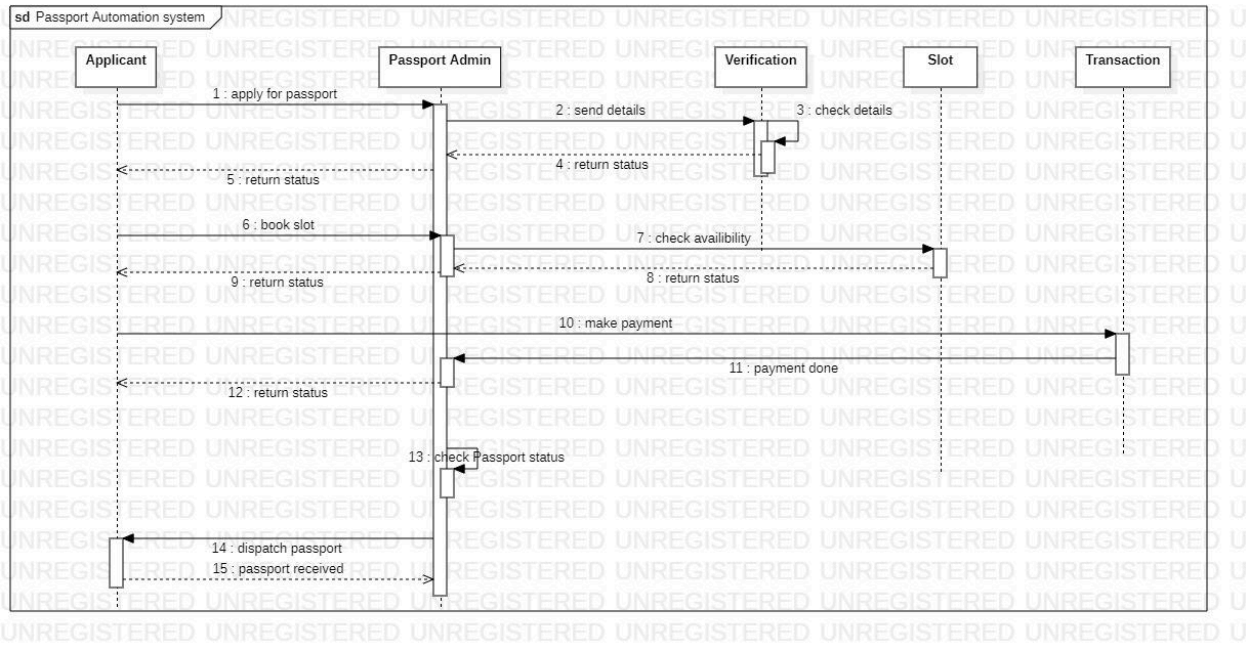 sd Passport Automation system
Applicant
Passport Admin
Verification
Slot
Transaction
1 : apply for passport
2 : send details
3 : check details
4 : return status
5 : return status
6 : book slot
7 : check availibility
8 : return status
9 : return status
10 : make payment
11 : payment done
12 : return status
13 : check Passport status
14 : dispatch passport
15 : passport received
UNREGISTERED UNREGISTERED UNREGISTERED UNREGISTERED UNREGISTERED UNREGISTERED U